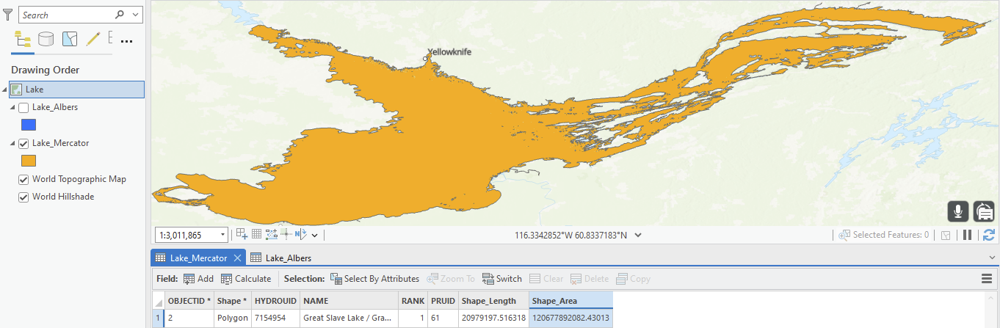 Search
Drawing Order
Lake
Lake_Albers
Lake_Mercator
World Topographic Map
World Hillshade
Yellowknife
1:3,011,865
116.3342852°W 60.8337183°N
Selected Features: 0
Lake_Mercator
Lake_Albers
Field: Add Calculate Selection: Select By Attributes Zoom To Switch Clear Delete Copy
OBJECTID * Shape * HYDROUID NAME RANK PRUID Shape_Length Shape_Area
1 2 Polygon 7154954 Great Slave Lake / Gra... 1 61 20979197.516318 120677892082.43013